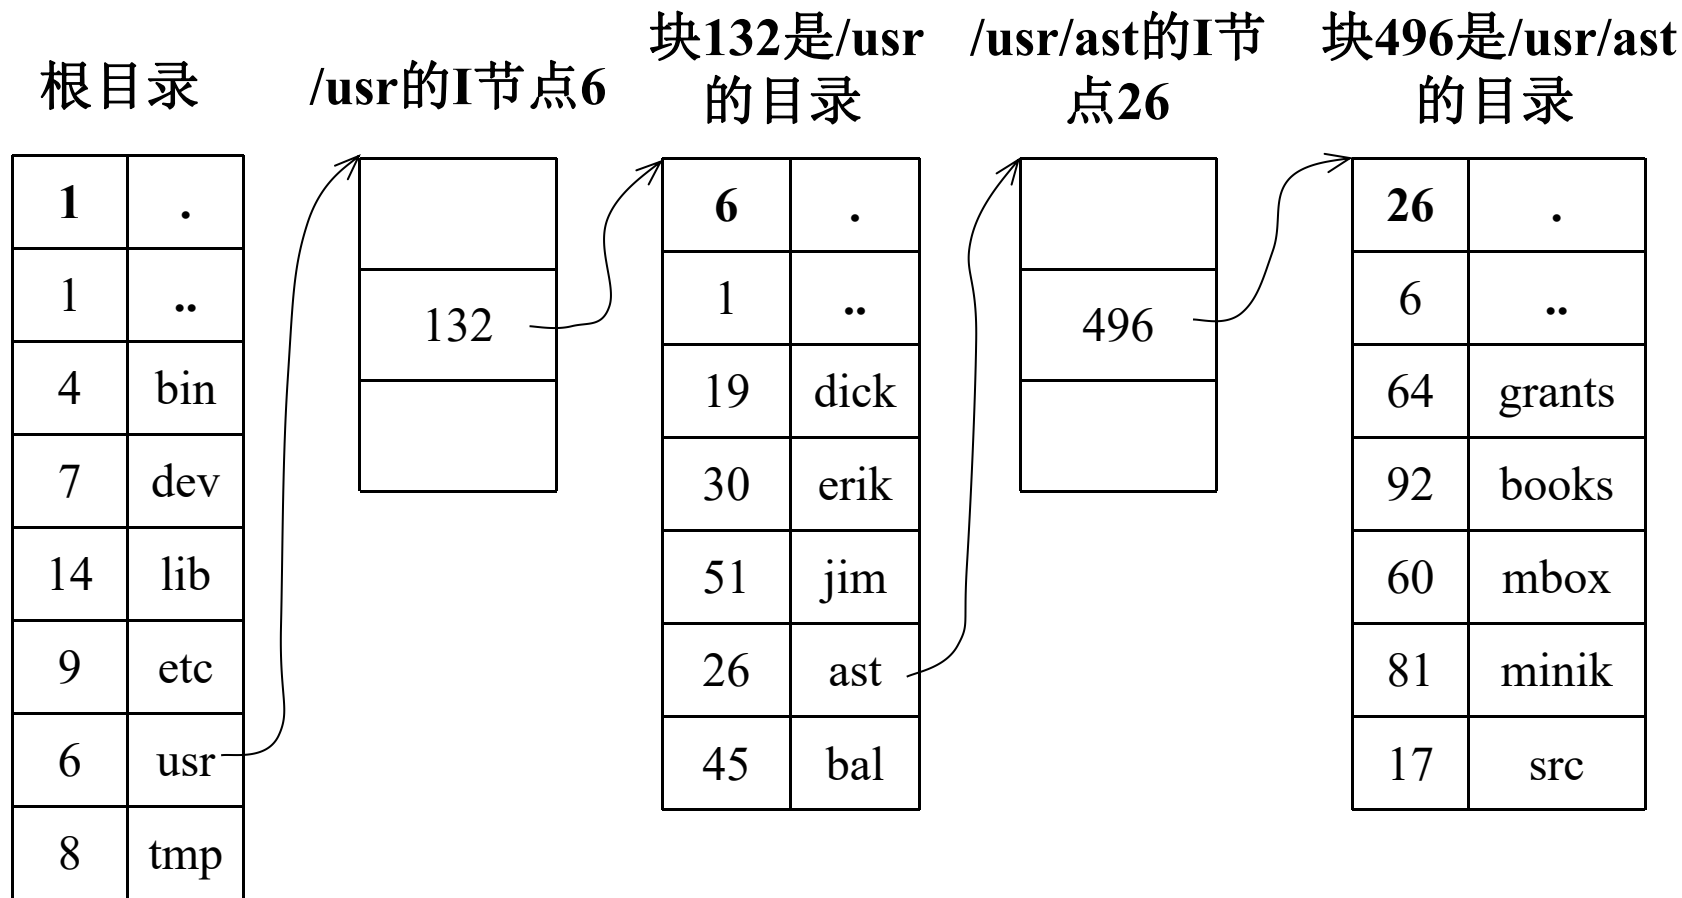 根目录
1 .
1 ..
4 bin
7 dev
14 lib
9 etc
6 usr
8 tmp
/usr的I节点6
132
块132是/usr
的目录
6 .
1 ..
19 dick
30 erik
51 jim
26 ast
45 bal
/usr/ast的I节
点26
496
块496是/usr/ast
的目录
26 .
6 ..
64 grants
92 books
60 mbox
81 minik
17 src